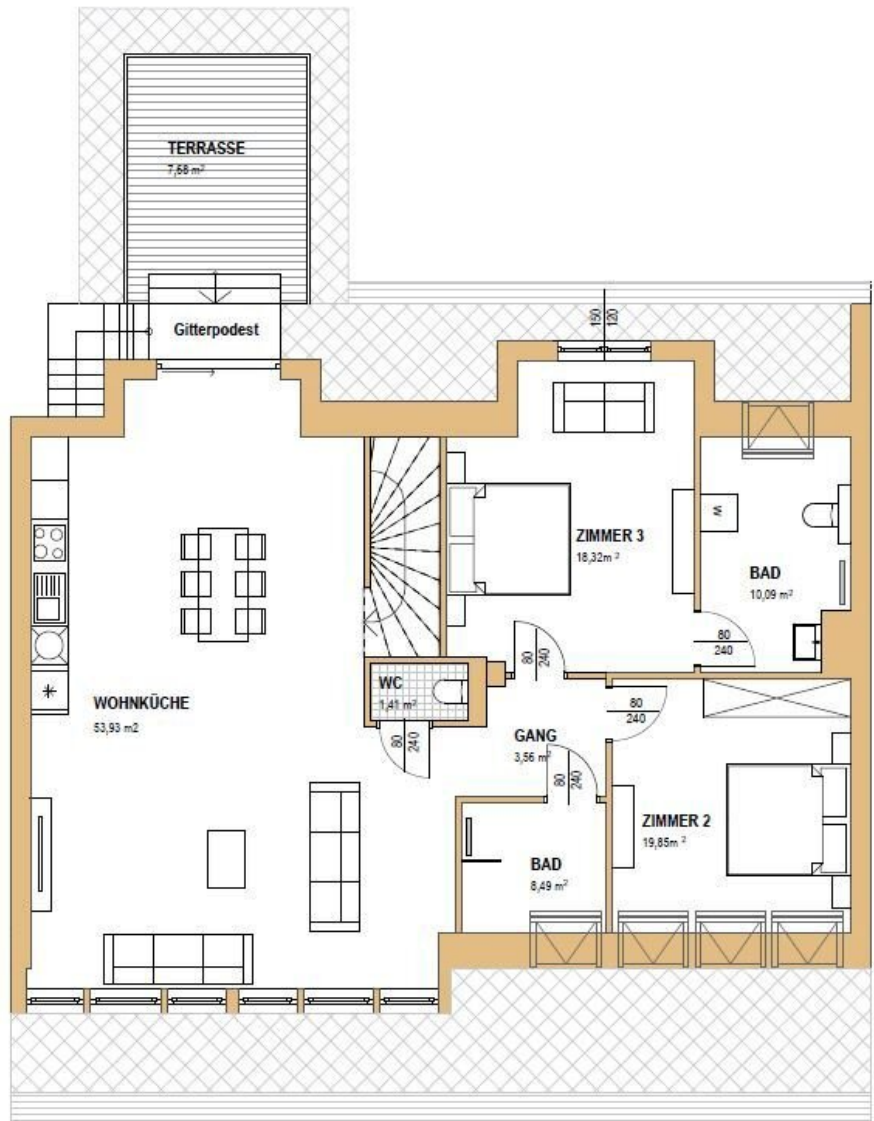 TERRASSE
7,68 m²
Gitterpodest
150
120
ZIMMER 3
18,32m ²
W
BAD
10,09 m²
80
240
80
240
WC
1,41 m²
WOHNKÜCHE
53,93 m2
80
240
GANG
3,56 m²
80
240
80
240
ZIMMER 2
19,85m ²
BAD
8,49 m²